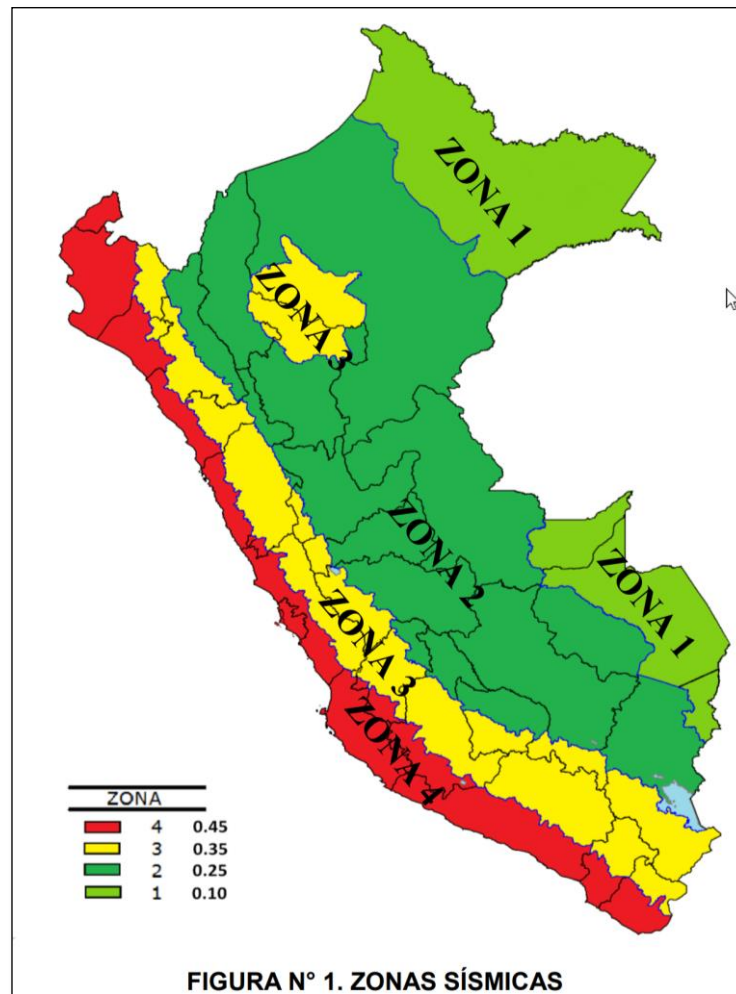 ZONA 1
ZONA 3
ZONA 2
ZONA 1
ZONA 3
ZONA 4
ZONA
4 0.45
3 0.35
2 0.25
1 0.10
FIGURA N° 1. ZONAS SÍSMICAS